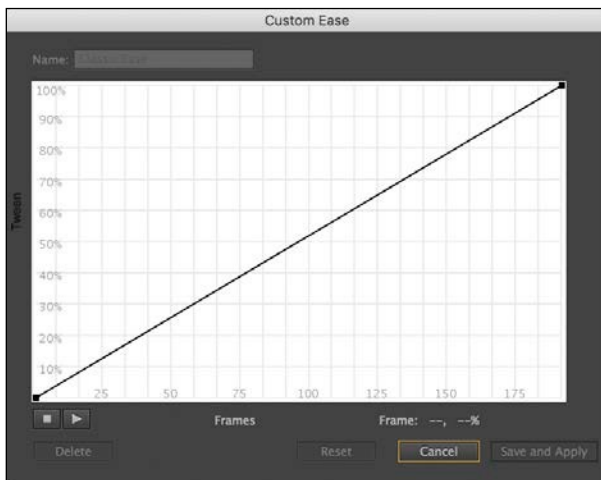 Custom Ease
Name:
100%
90%
80%
70%
60%
50%
40%
30%
20%
10%
Tween
25 50 75 100 125 150 175
Frames Frame: --, --%
Delete Reset Cancel Save and Apply